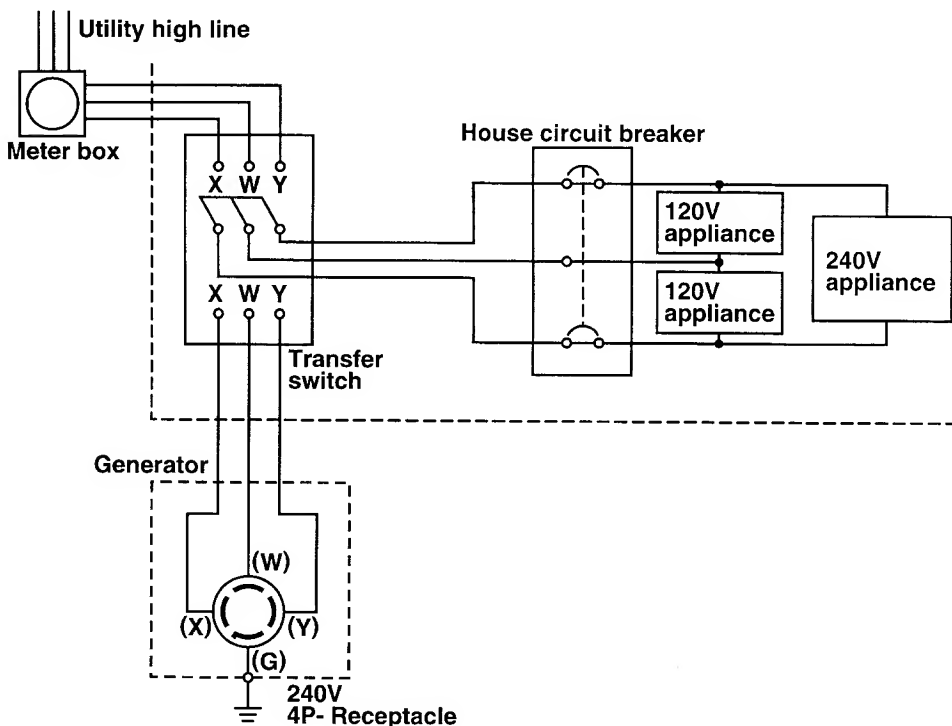 Utility high line
Meter box
House circuit breaker
X W Y
120V
appliance
240V
appliance
120V
appliance
X W Y
Transfer
switch
Generator
(W)
(X)
(Y)
(G)
240V
4P- Receptacle